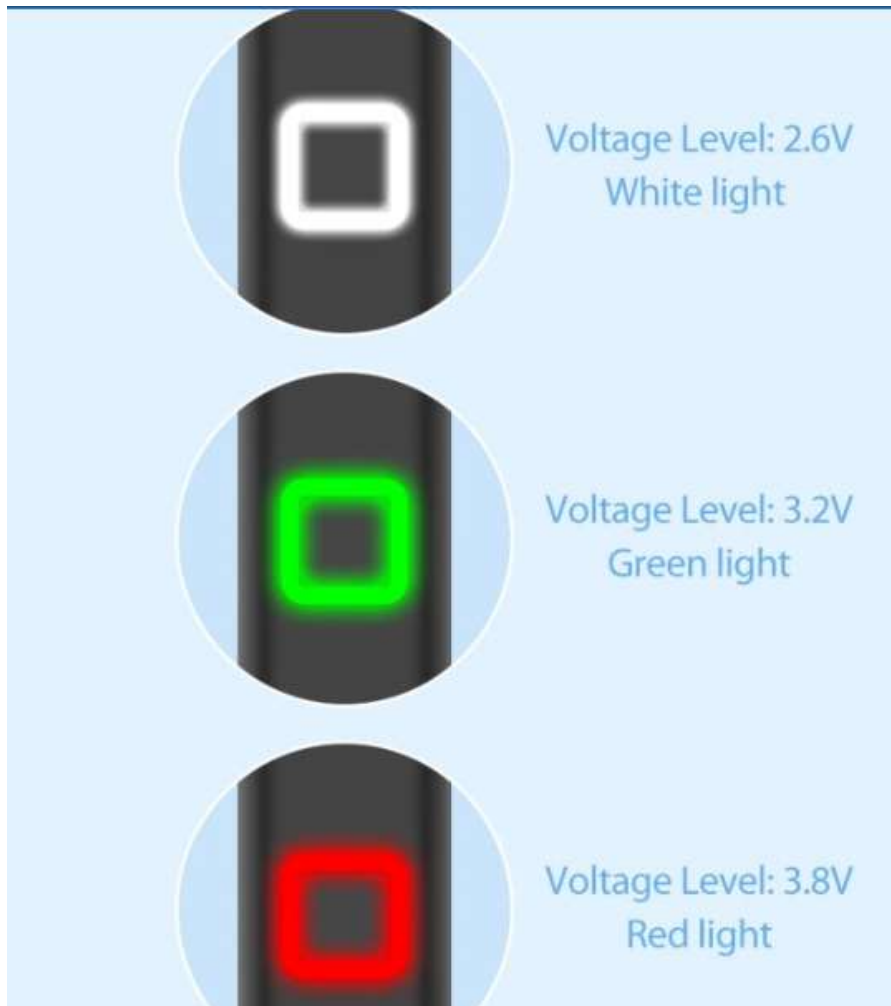 Voltage Level: 2.6V
White light
Voltage Level: 3.2V
Green light
Voltage Level: 3.8V
Red light